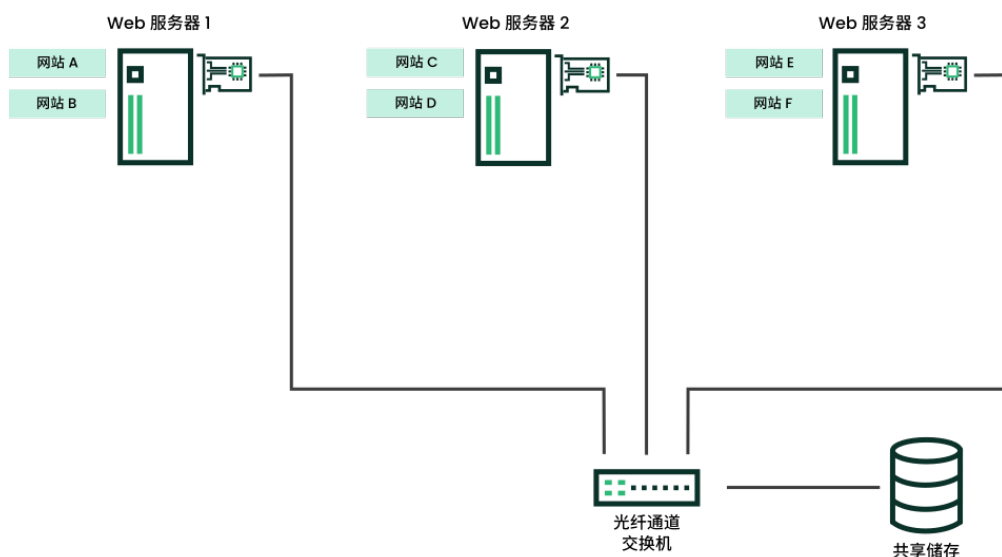 Web 服务器 1
Web 服务器 2
Web 服务器 3
网站 A
网站 B
网站 C
网站 D
网站 E
网站 F
光纤通道
交换机
共享储存